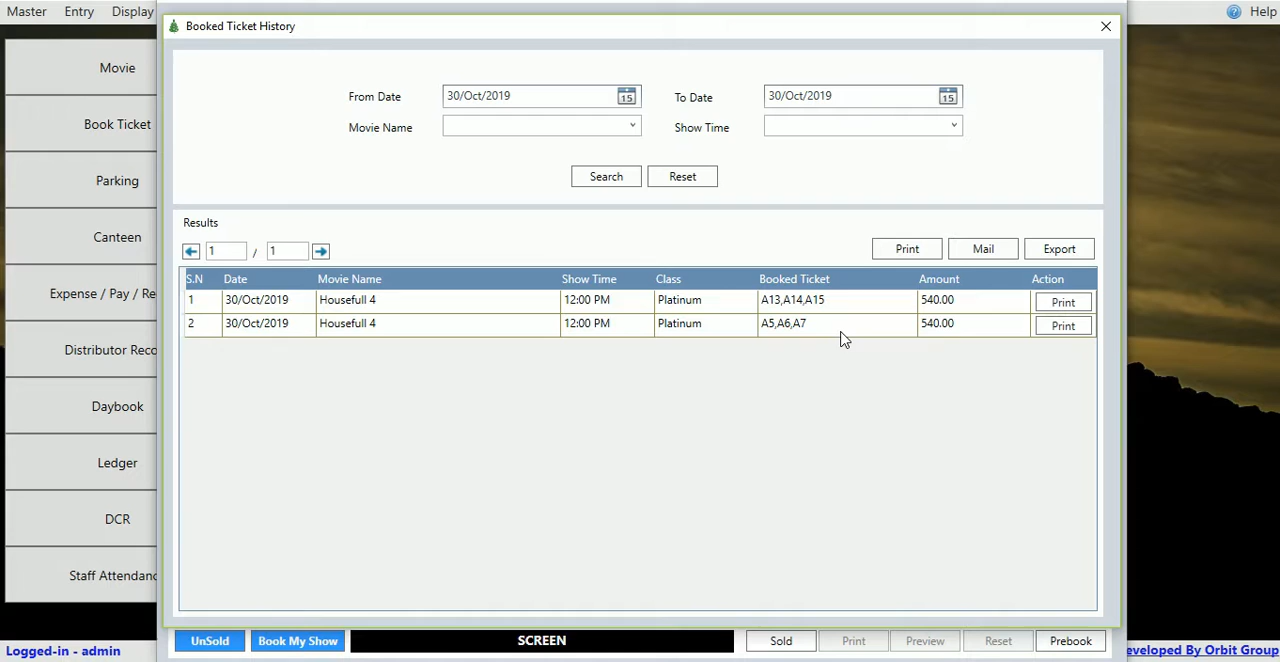 Master Entry Display Help
Booked Ticket History
Movie
Book Ticket
Parking
Canteen
Expense / Pay / Re
Distributor Reco
Daybook
Ledger
DCR
Staff Attendanc
From Date 30/Oct/2019 15 To Date 30/Oct/2019 15
Movie Name Show Time
Search Reset
Results
1 / 1 Print Mail Export
S.N Date Movie Name Show Time Class Booked Ticket Amount Action
1 30/Oct/2019 Housefull 4 12:00 PM Platinum A13,A14,A15 540.00 Print
2 30/Oct/2019 Housefull 4 12:00 PM Platinum A5,A6,A7 540.00 Print
UnSold Book My Show SCREEN Sold Print Preview Reset Prebook
Logged-in - admin eveloped By Orbit Group